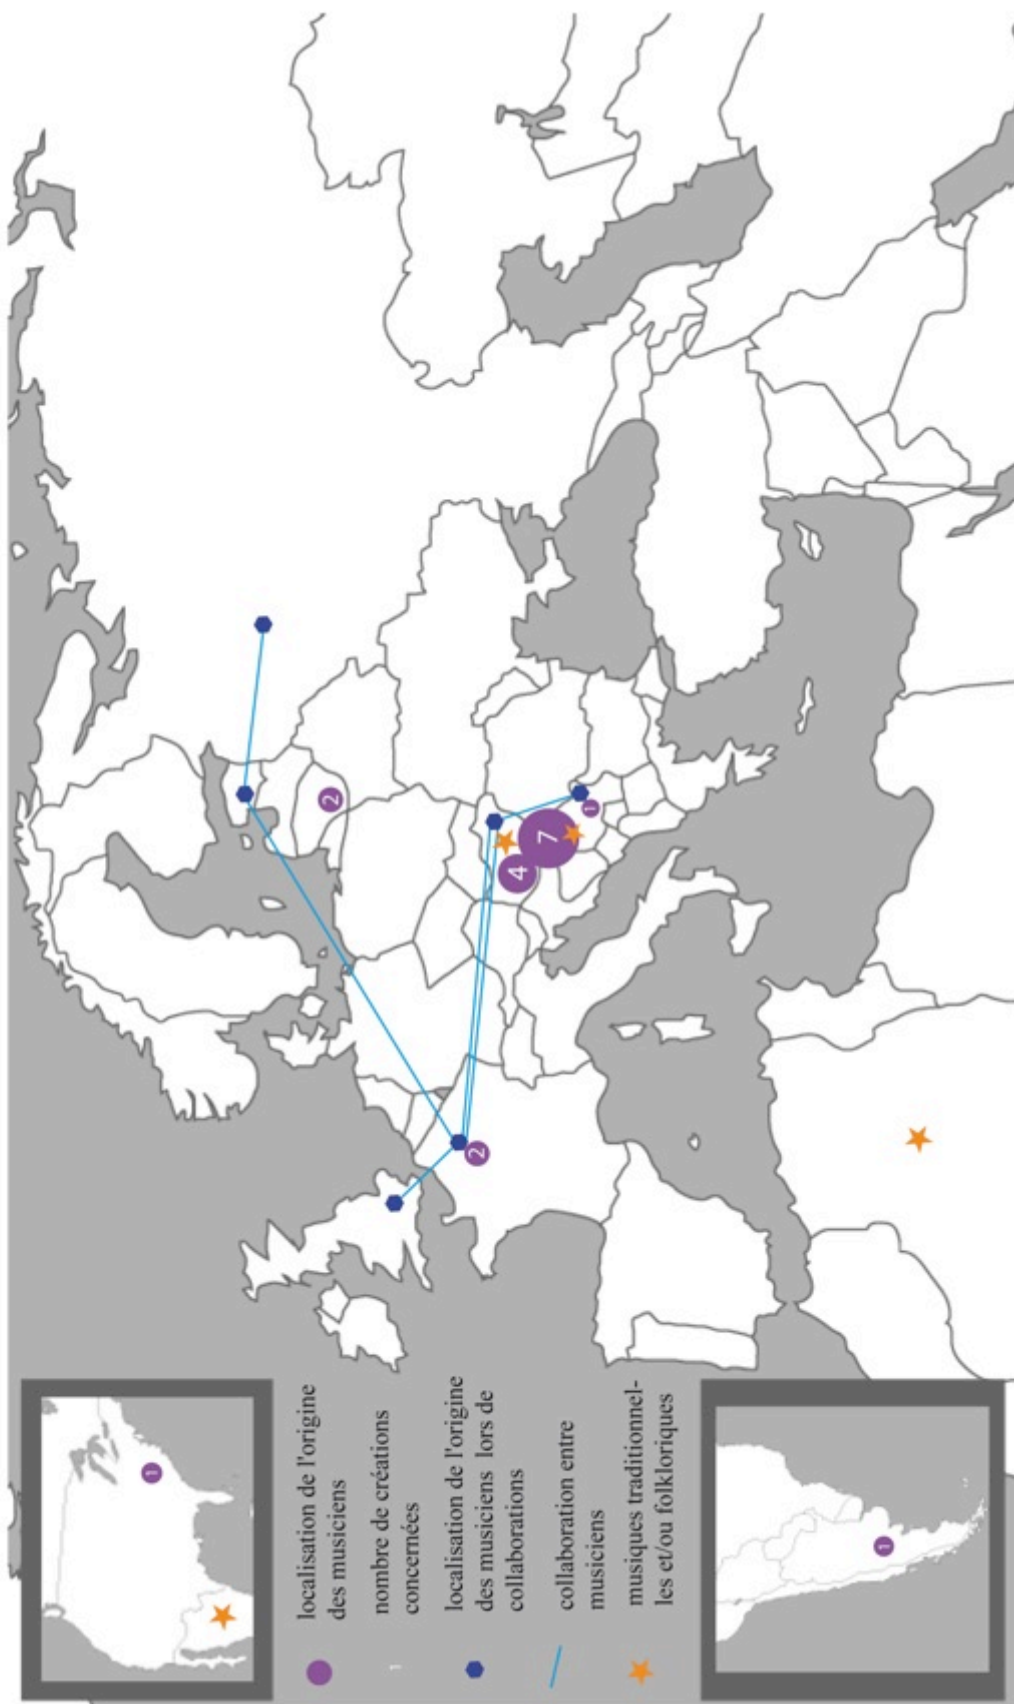 1
localisation de l'origine
des musiciens
1
nombre de créations
concernées
localisation de l'origine
des musiciens lors de
collaborations
collaboration entre
musiciens
musiques traditionnel-
les et/ou folkloriques
1
2
2
4
7
1